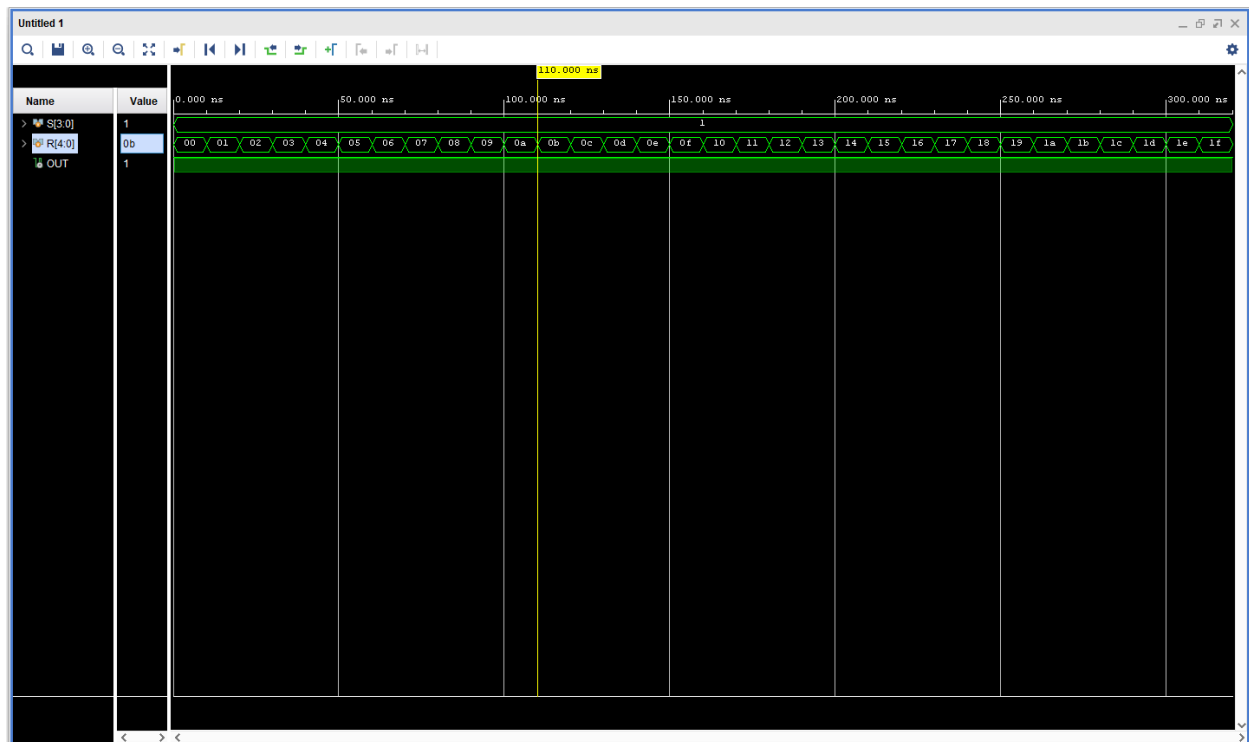 Untitled 1
110.000 ns
Name Value 0.000 ns 50.000 ns 100.000 ns 150.000 ns 200.000 ns 250.000 ns 300.000 ns
S[3:0] 1 1
R[4:0] 0b 00 01 02 03 04 05 06 07 08 09 0a 0b 0c 0d 0e 0f 10 11 12 13 14 15 16 17 18 19 1a 1b 1c 1d 1e 1f
OUT 1